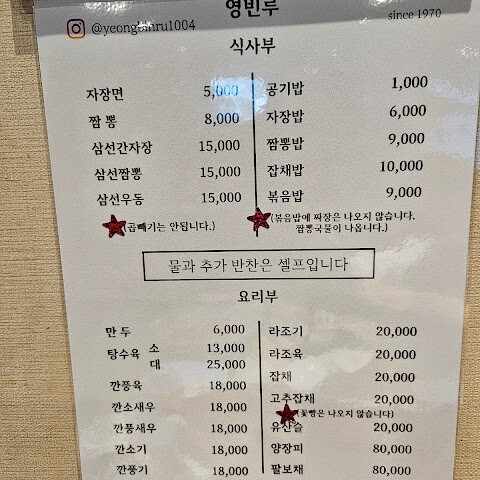 영빈루
@yeongbinru1004
since 1970
식사부
자장면 5,000
짬 뽕 8,000
삼선간자장 15,000
삼선짬뽕 15,000
삼선우동 15,000
(곱빼기는 안됩니다.)
공기밥 1,000
자장밥 6,000
짬뽕밥 9,000
잡채밥 10,000
볶음밥 9,000
(볶음밥에 짜장은 나오지 않습니다.
짬뽕국물이 나옵니다.)
물과 추가 반찬은 셀프입니다
요리부
만 두 6,000
탕수육 소 13,000
대 25,000
깐풍육 18,000
깐소새우 18,000
깐풍새우 18,000
깐소기 18,000
깐풍기 18,000
라조기 20,000
라조육 20,000
잡채 20,000
고추잡채 20,000
(꽃빵은 나오지 않습니다)
유산슬 20,000
양장피 80,000
팔보채 80,000